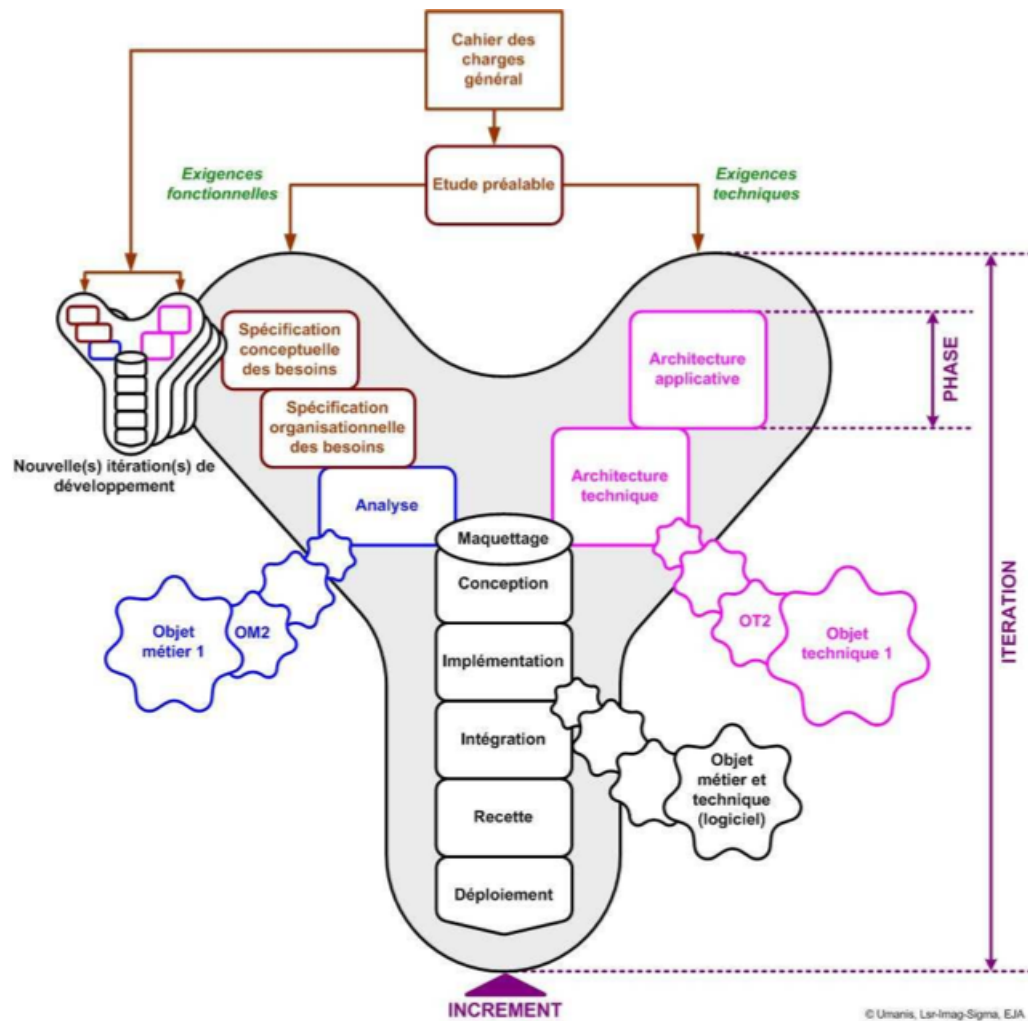 Cahier des
charges
général
Etude préalable
Exigences
fonctionnelles
Exigences
techniques
Spécification
conceptuelle
des besoins
Spécification
organisationnelle
des besoins
Analyse
Architecture
applicative
Architecture
technique
PHASE
ITERATION
Nouvelle(s) itération(s) de
développement
Maquettage
Conception
Implémentation
Intégration
Recette
Déploiement
Objet
métier 1
OM2
OT2
Objet
technique 1
Objet
métier et
technique
(logiciel)
INCREMENT
© Umanis, Lsr-Imag-Sigma, EJA